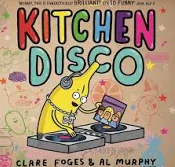 KITCHEN
DISCO
CLARE FOGES & AL MURPHY